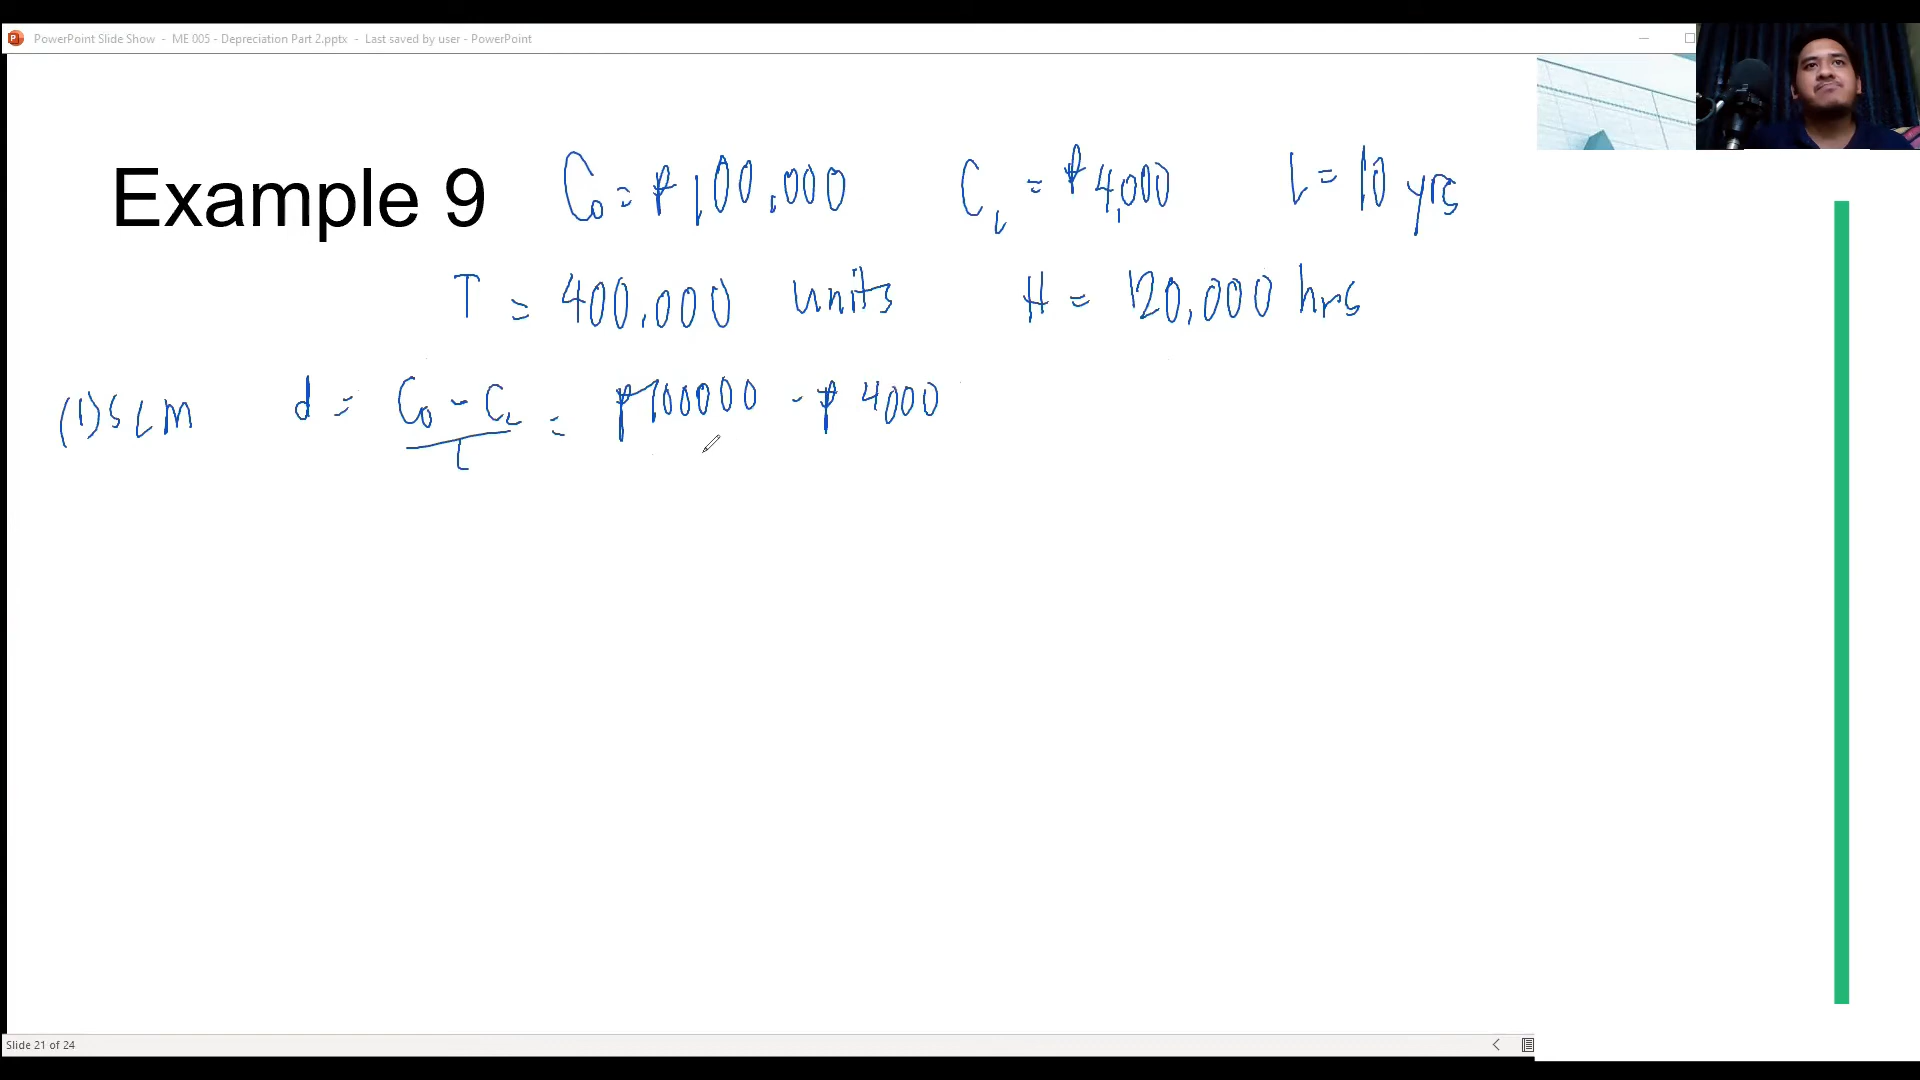 PowerPoint Slide Show - ME 005 - Depreciation Part 2.pptx - Last saved by user - PowerPoint
Example 9 C₀ = ₱100,000 C_L = ₱4,000 L = 10 yrs
T = 400,000 units H = 120,000 hrs
(1) SLM d = C₀ - C_L / L = ₱100000 - ₱4000
Slide 21 of 24